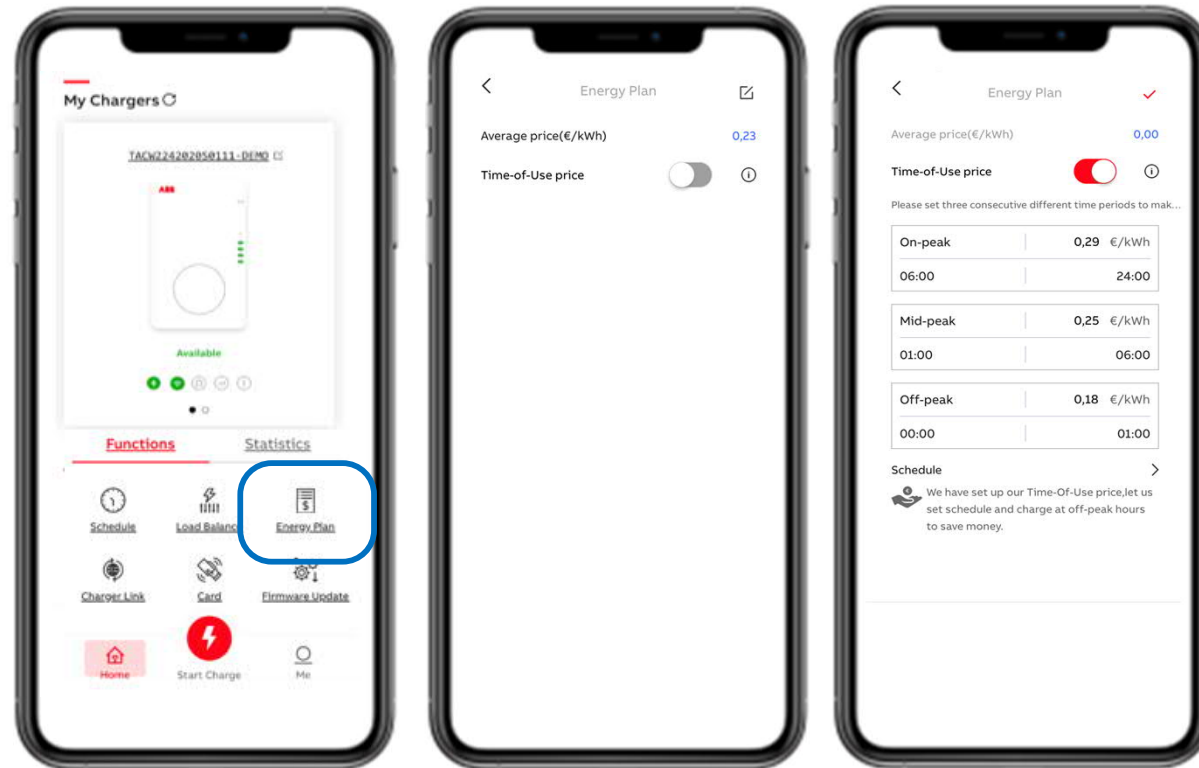 My Chargers
TACW224202050111-DEMO
ABB
Available
Functions Statistics
Schedule Load Balance Energy Plan
Charger Link Card Firmware Update
Home Start Charge Me
Energy Plan
Average price(€/kWh) 0,23
Time-of-Use price
Energy Plan
Average price(€/kWh) 0,00
Time-of-Use price
Please set three consecutive different time periods to mak...
On-peak 0,29 €/kWh
06:00 24:00
Mid-peak 0,25 €/kWh
01:00 06:00
Off-peak 0,18 €/kWh
00:00 01:00
Schedule
We have set up our Time-Of-Use price,let us
set schedule and charge at off-peak hours
to save money.